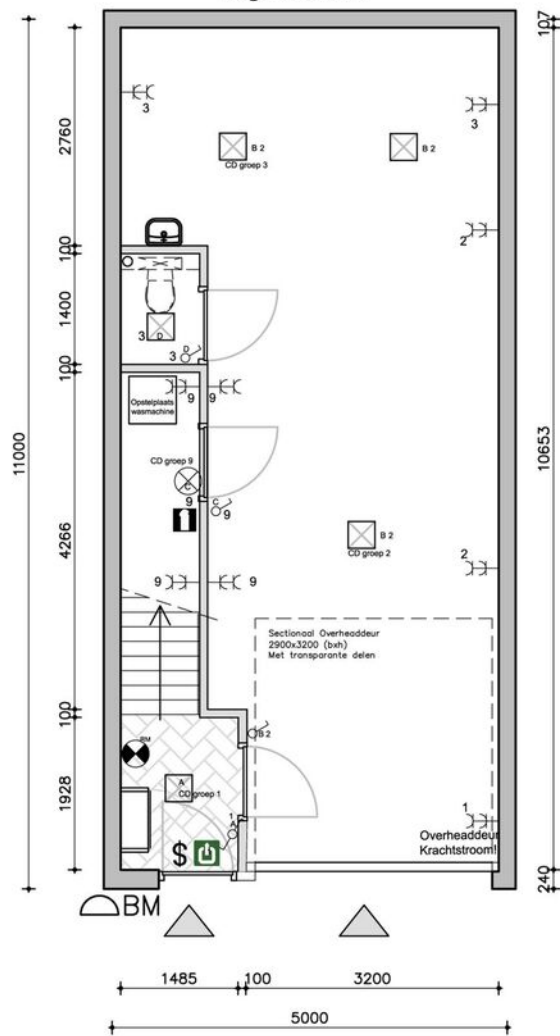 107
3
3
B 2
CD groep 3
B 2
2760
2
100
1400
3
D
D
3
100
Opstelplaats
wasmachine
9
9
11000
10653
CD groep 9
C
9
C
9
4266
B 2
CD groep 2
2
9
9
Sectionaal Overheaddeur
2900x3200 (bxh)
Met transparante delen
100
B 2
BM
A
CD groep 1
1928
1
A
1
Overheaddeur
Krachtstroom!
$
240
BM
1485
100
3200
5000